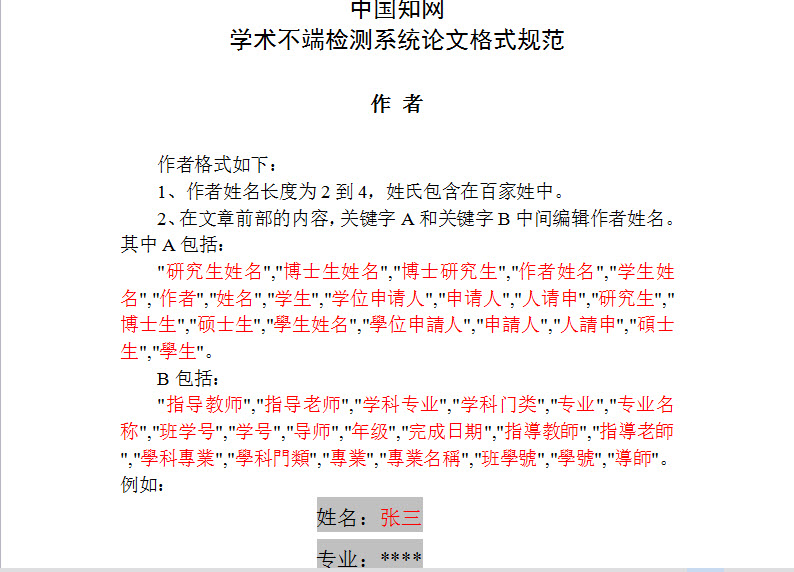 中国知网
学术不端检测系统论文格式规范
作 者
作者格式如下：
1、作者姓名长度为 2 到 4，姓氏包含在百家姓中。
2、在文章前部的内容，关键字 A 和关键字 B 中间编辑作者姓名。
其中 A 包括：
"研究生姓名","博士生姓名","博士研究生","作者姓名","学生姓
名","作者","姓名","学生","学位申请人","申请人","人请申","研究生","
博士生","硕士生","學生姓名","學位申請人","申請人","人請申","碩士
生","學生"。
B 包括：
"指导教师","指导老师","学科专业","学科门类","专业","专业名
称","班学号","学号","导师","年级","完成日期","指導教師","指導老師
","學科專業","學科門類","專業","專業名稱","班學號","學號","導師"。
例如：
姓名：张三
专业：****